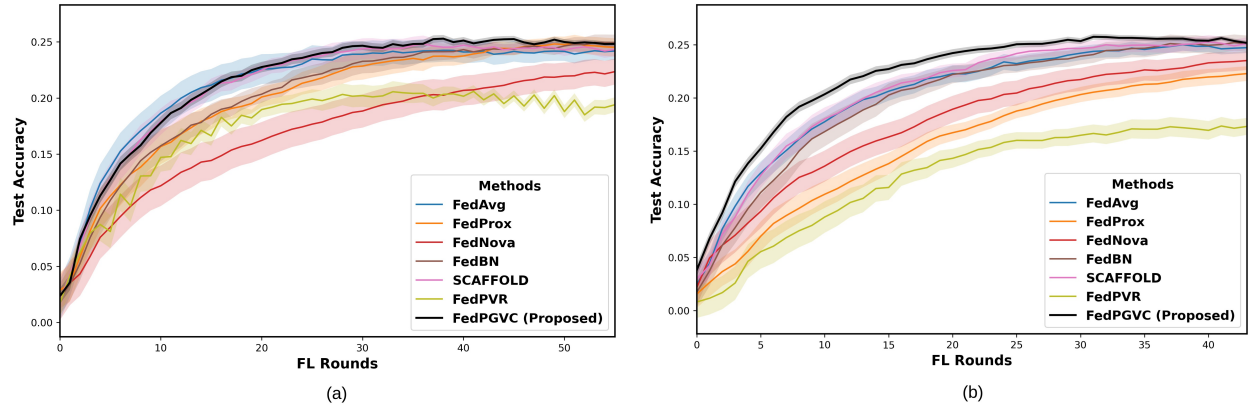 0.25
0.20
0.15
0.10
0.05
0.00
Test Accuracy
Methods
FedAvg
FedProx
FedNova
FedBN
SCAFFOLD
FedPVR
FedPGVC (Proposed)
0 10 20 30 40 50
FL Rounds
(a)
0.25
0.20
0.15
0.10
0.05
0.00
Test Accuracy
Methods
FedAvg
FedProx
FedNova
FedBN
SCAFFOLD
FedPVR
FedPGVC (Proposed)
0 5 10 15 20 25 30 35 40
FL Rounds
(b)